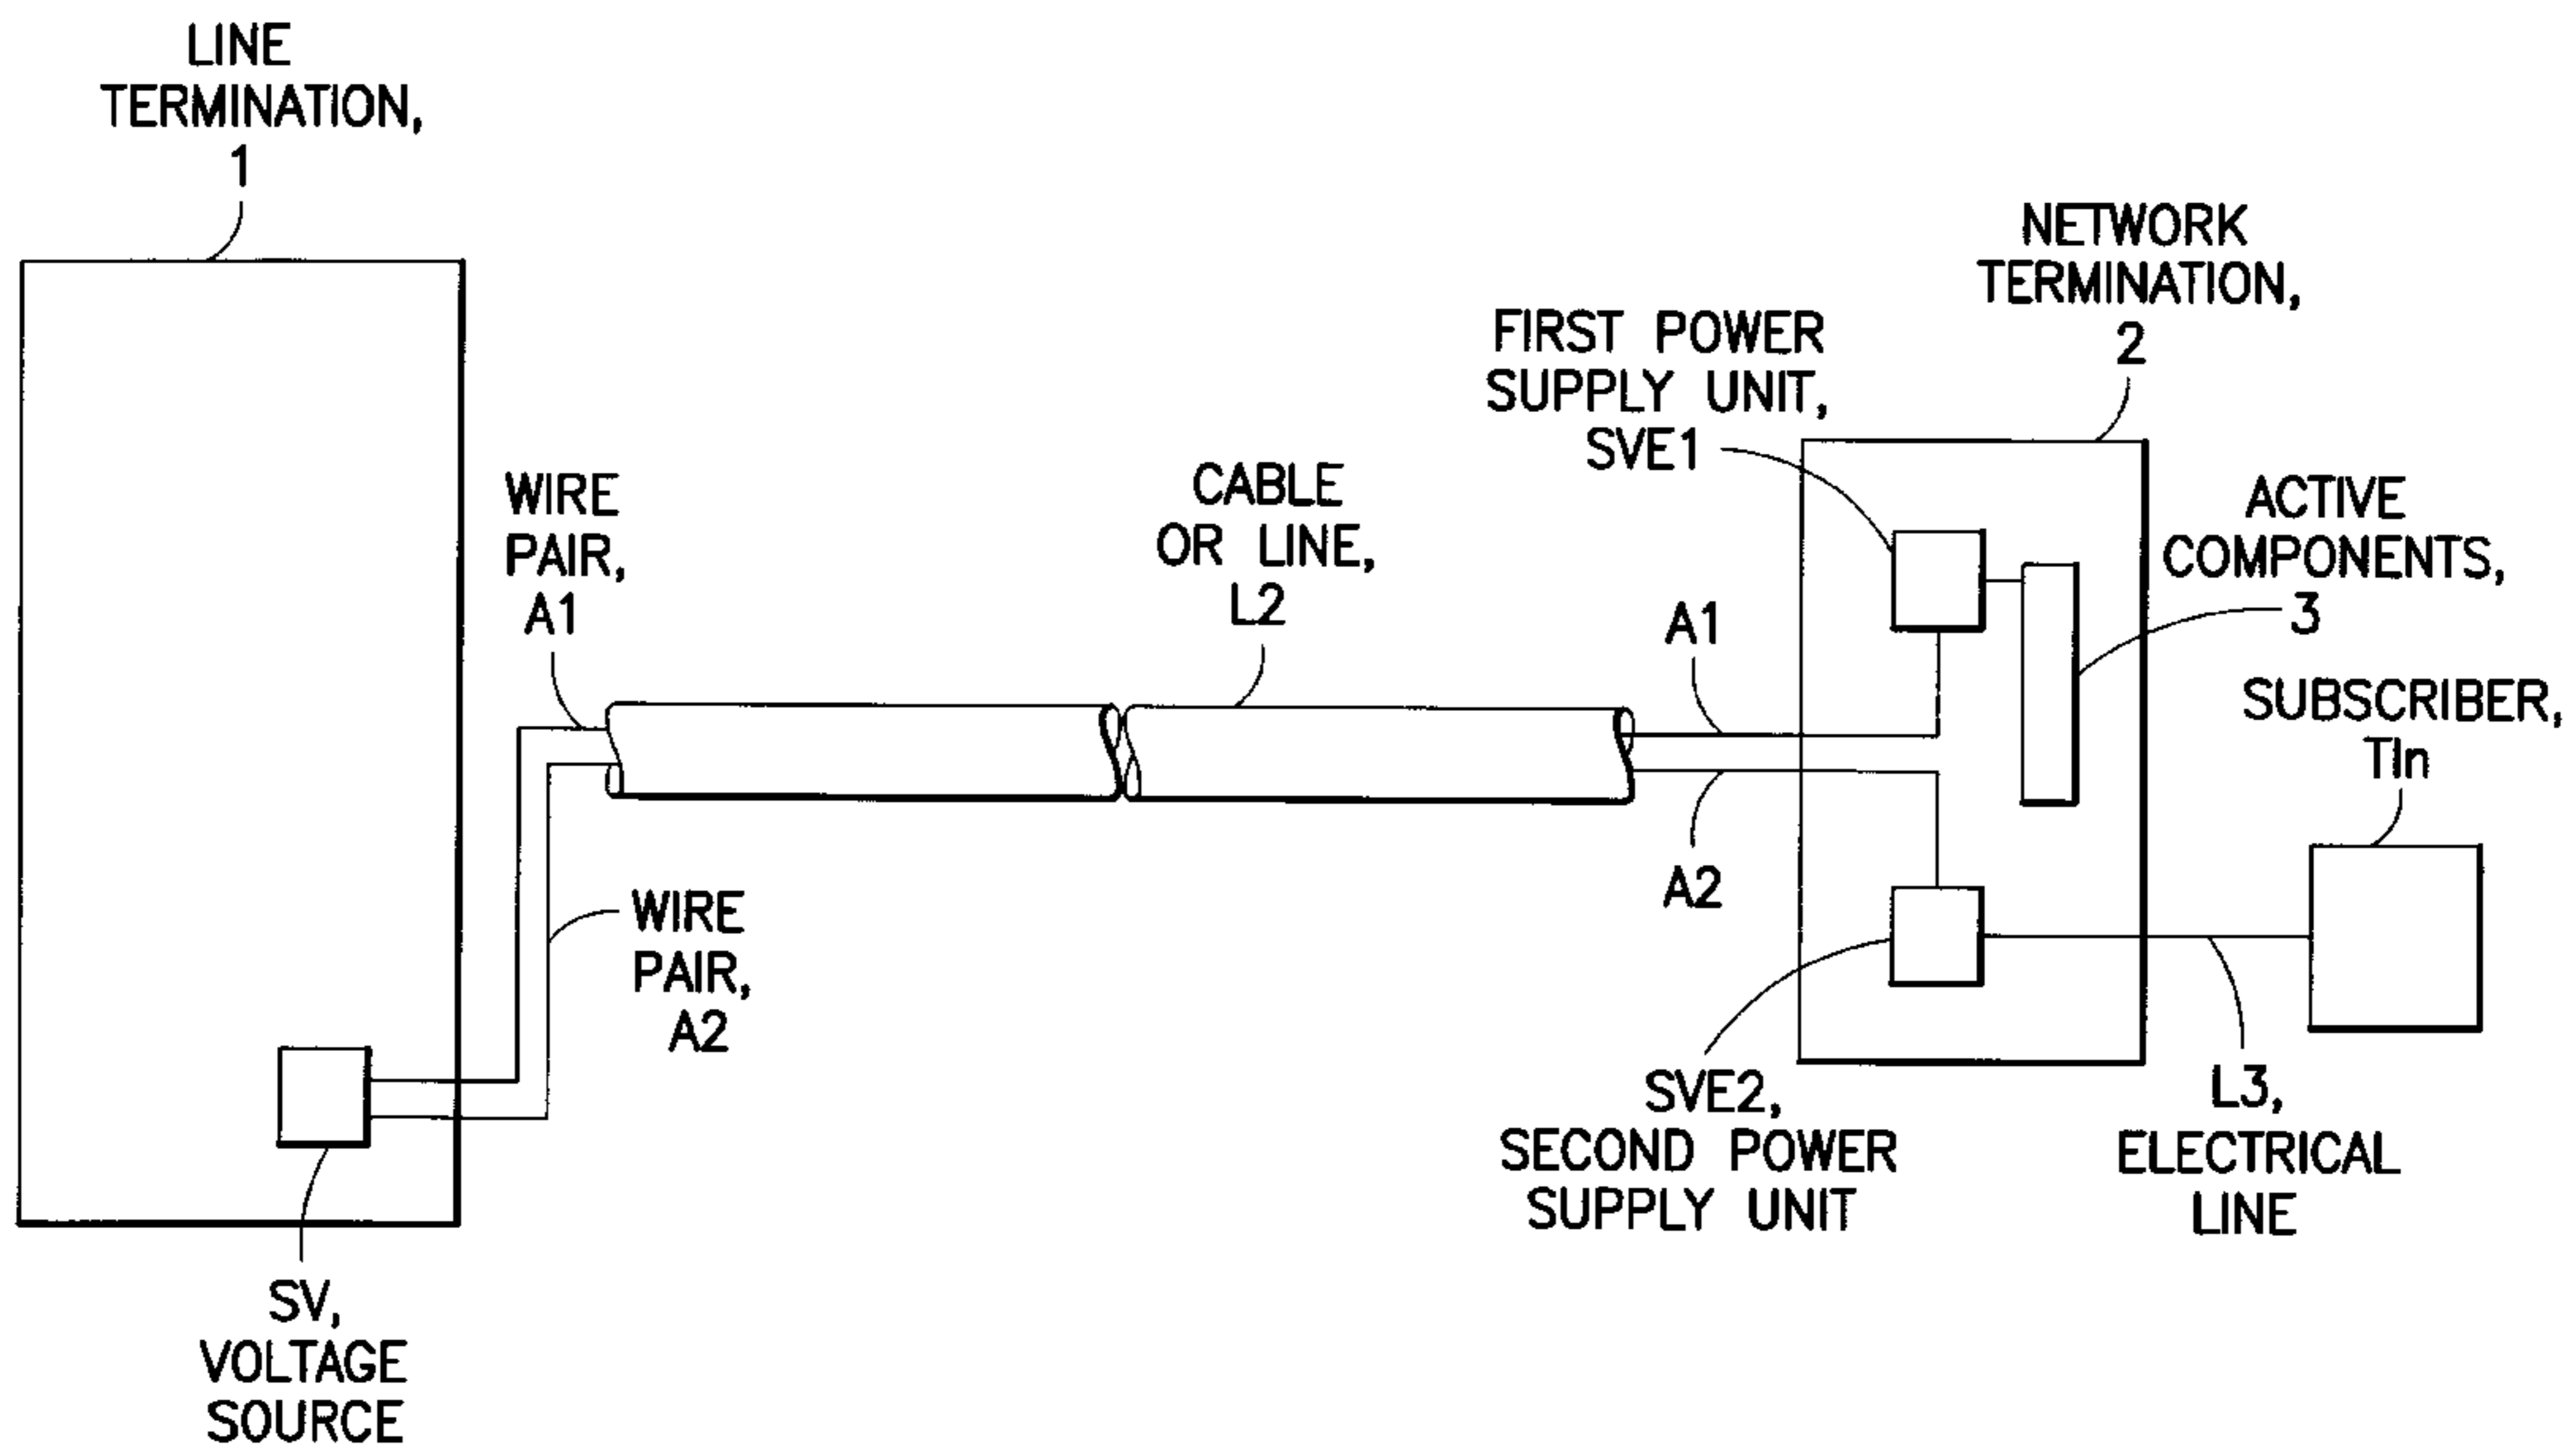 LINE
TERMINATION,
1
NETWORK
TERMINATION,
2
FIRST POWER
SUPPLY UNIT,
SVE1
WIRE
PAIR,
A1
CABLE
OR LINE,
L2
ACTIVE
COMPONENTS,
3
A1
SUBSCRIBER,
TIn
A2
WIRE
PAIR,
A2
SVE2,
SECOND POWER
SUPPLY UNIT
L3,
ELECTRICAL
LINE
SV,
VOLTAGE
SOURCE